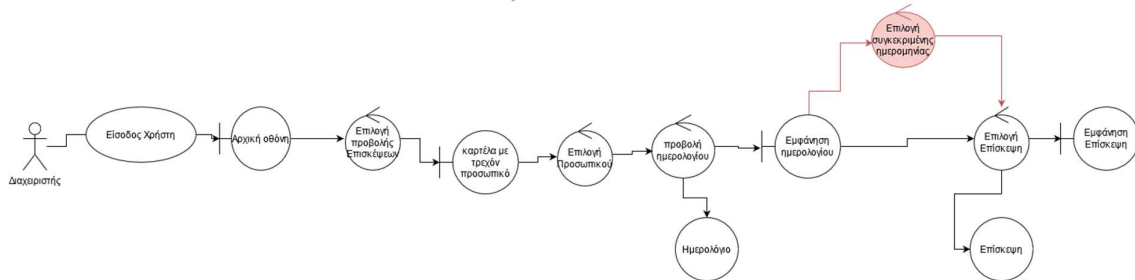 Επιλογή
συγκεκριμένης
ημερομηνίας
Διαχειριστής
Είσοδος Χρήστη
Αρχική οθόνη
Επιλογή
προβολής
Επισκέψεων
καρτέλα με
τρεχόν
προσωπικό
Επιλογή
Προσωπικού
προβολή
ημερολογίου
Εμφάνιση
ημερολογίου
Επιλογή
Επίσκεψη
Εμφάνιση
Επίσκεψη
Ημερολόγιο
Επίσκεψη